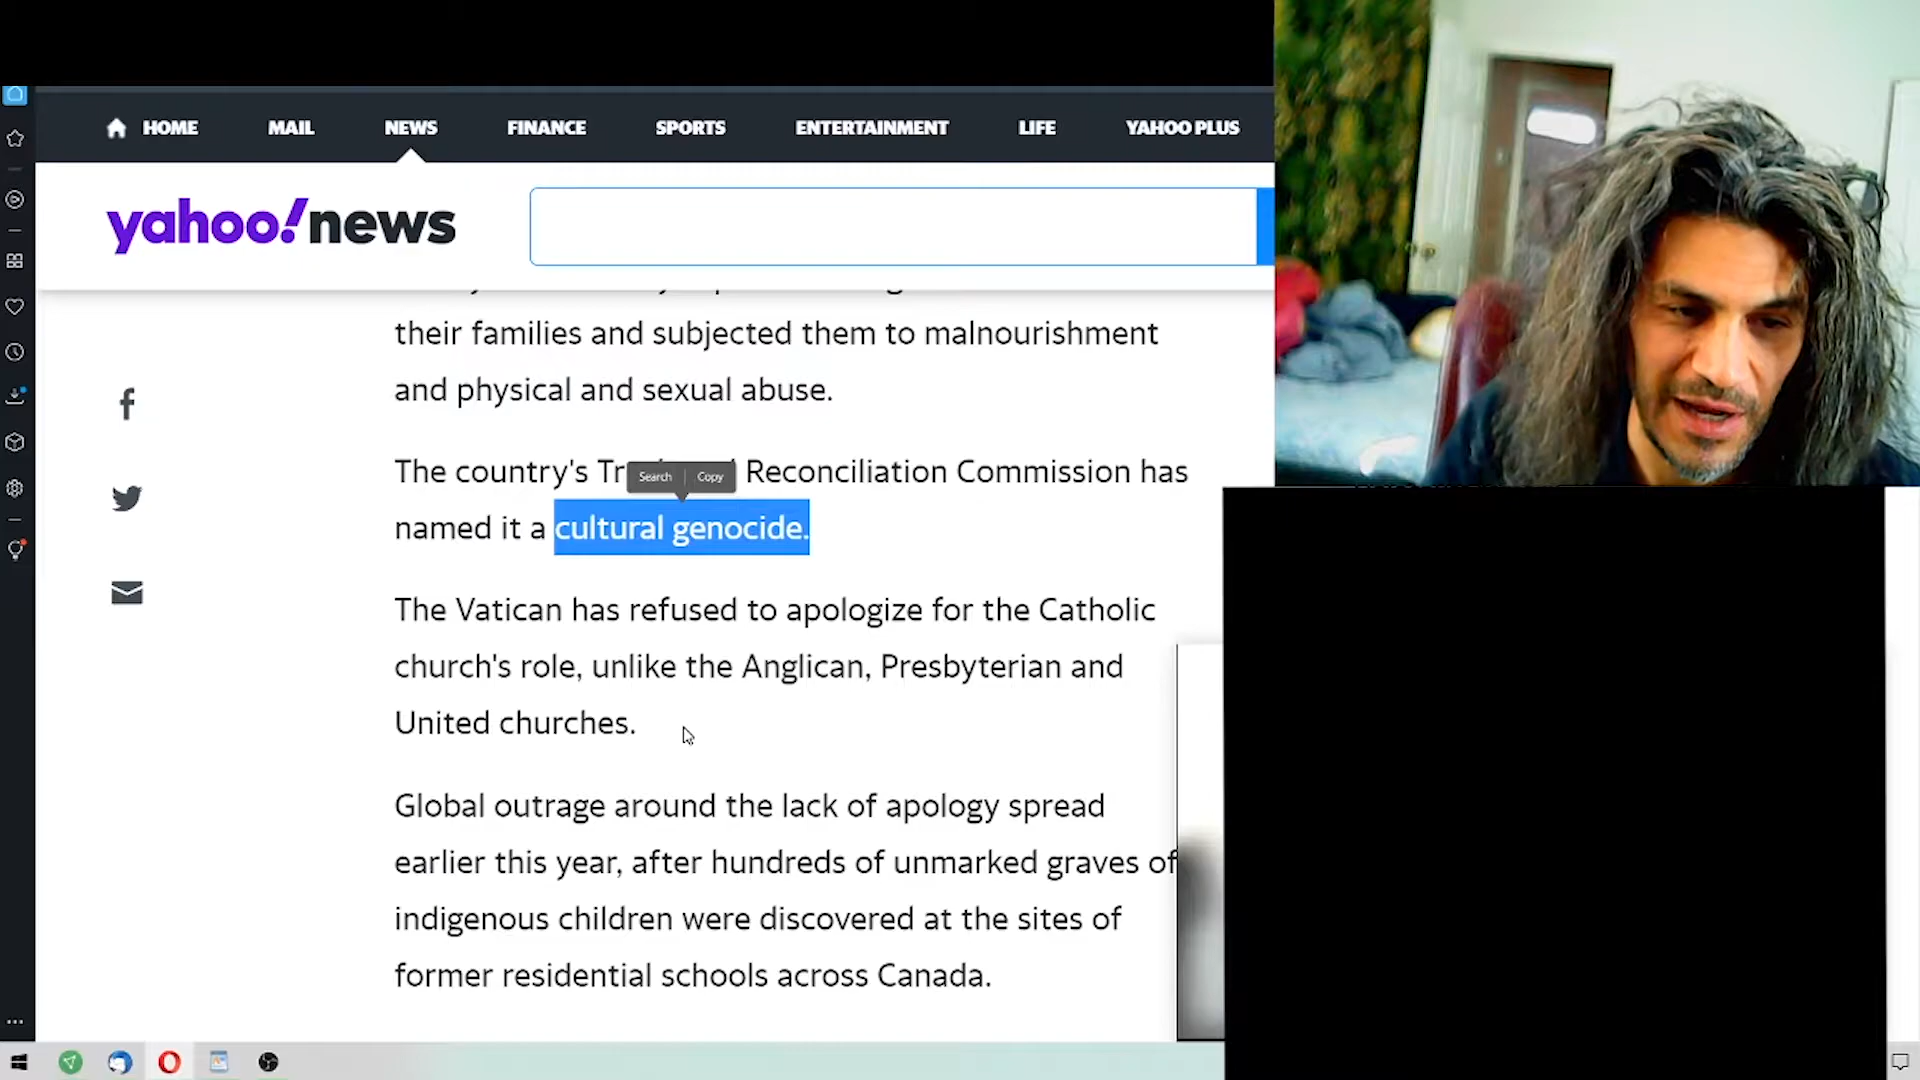 HOME MAIL NEWS FINANCE SPORTS ENTERTAINMENT LIFE YAHOO PLUS
yahoo!news
their families and subjected them to malnourishment
and physical and sexual abuse.
Search Copy
The country's Reconciliation Commission has
named it a cultural genocide.
The Vatican has refused to apologize for the Catholic
church's role, unlike the Anglican, Presbyterian and
United churches.
Global outrage around the lack of apology spread
earlier this year, after hundreds of unmarked graves of
indigenous children were discovered at the sites of
former residential schools across Canada.